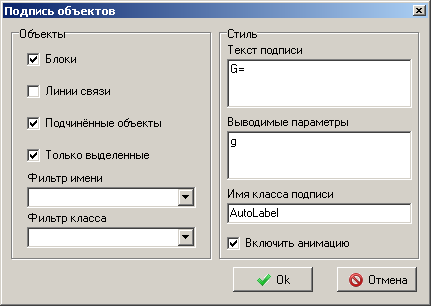 Подпись объектов
Объекты
Блоки
Линии связи
Подчинённые объекты
Только выделенные
Фильтр имени
Фильтр класса
Стиль
Текст подписи
G=
Выводимые параметры
g
Имя класса подписи
AutoLabel
Включить анимацию
Ok
Отмена